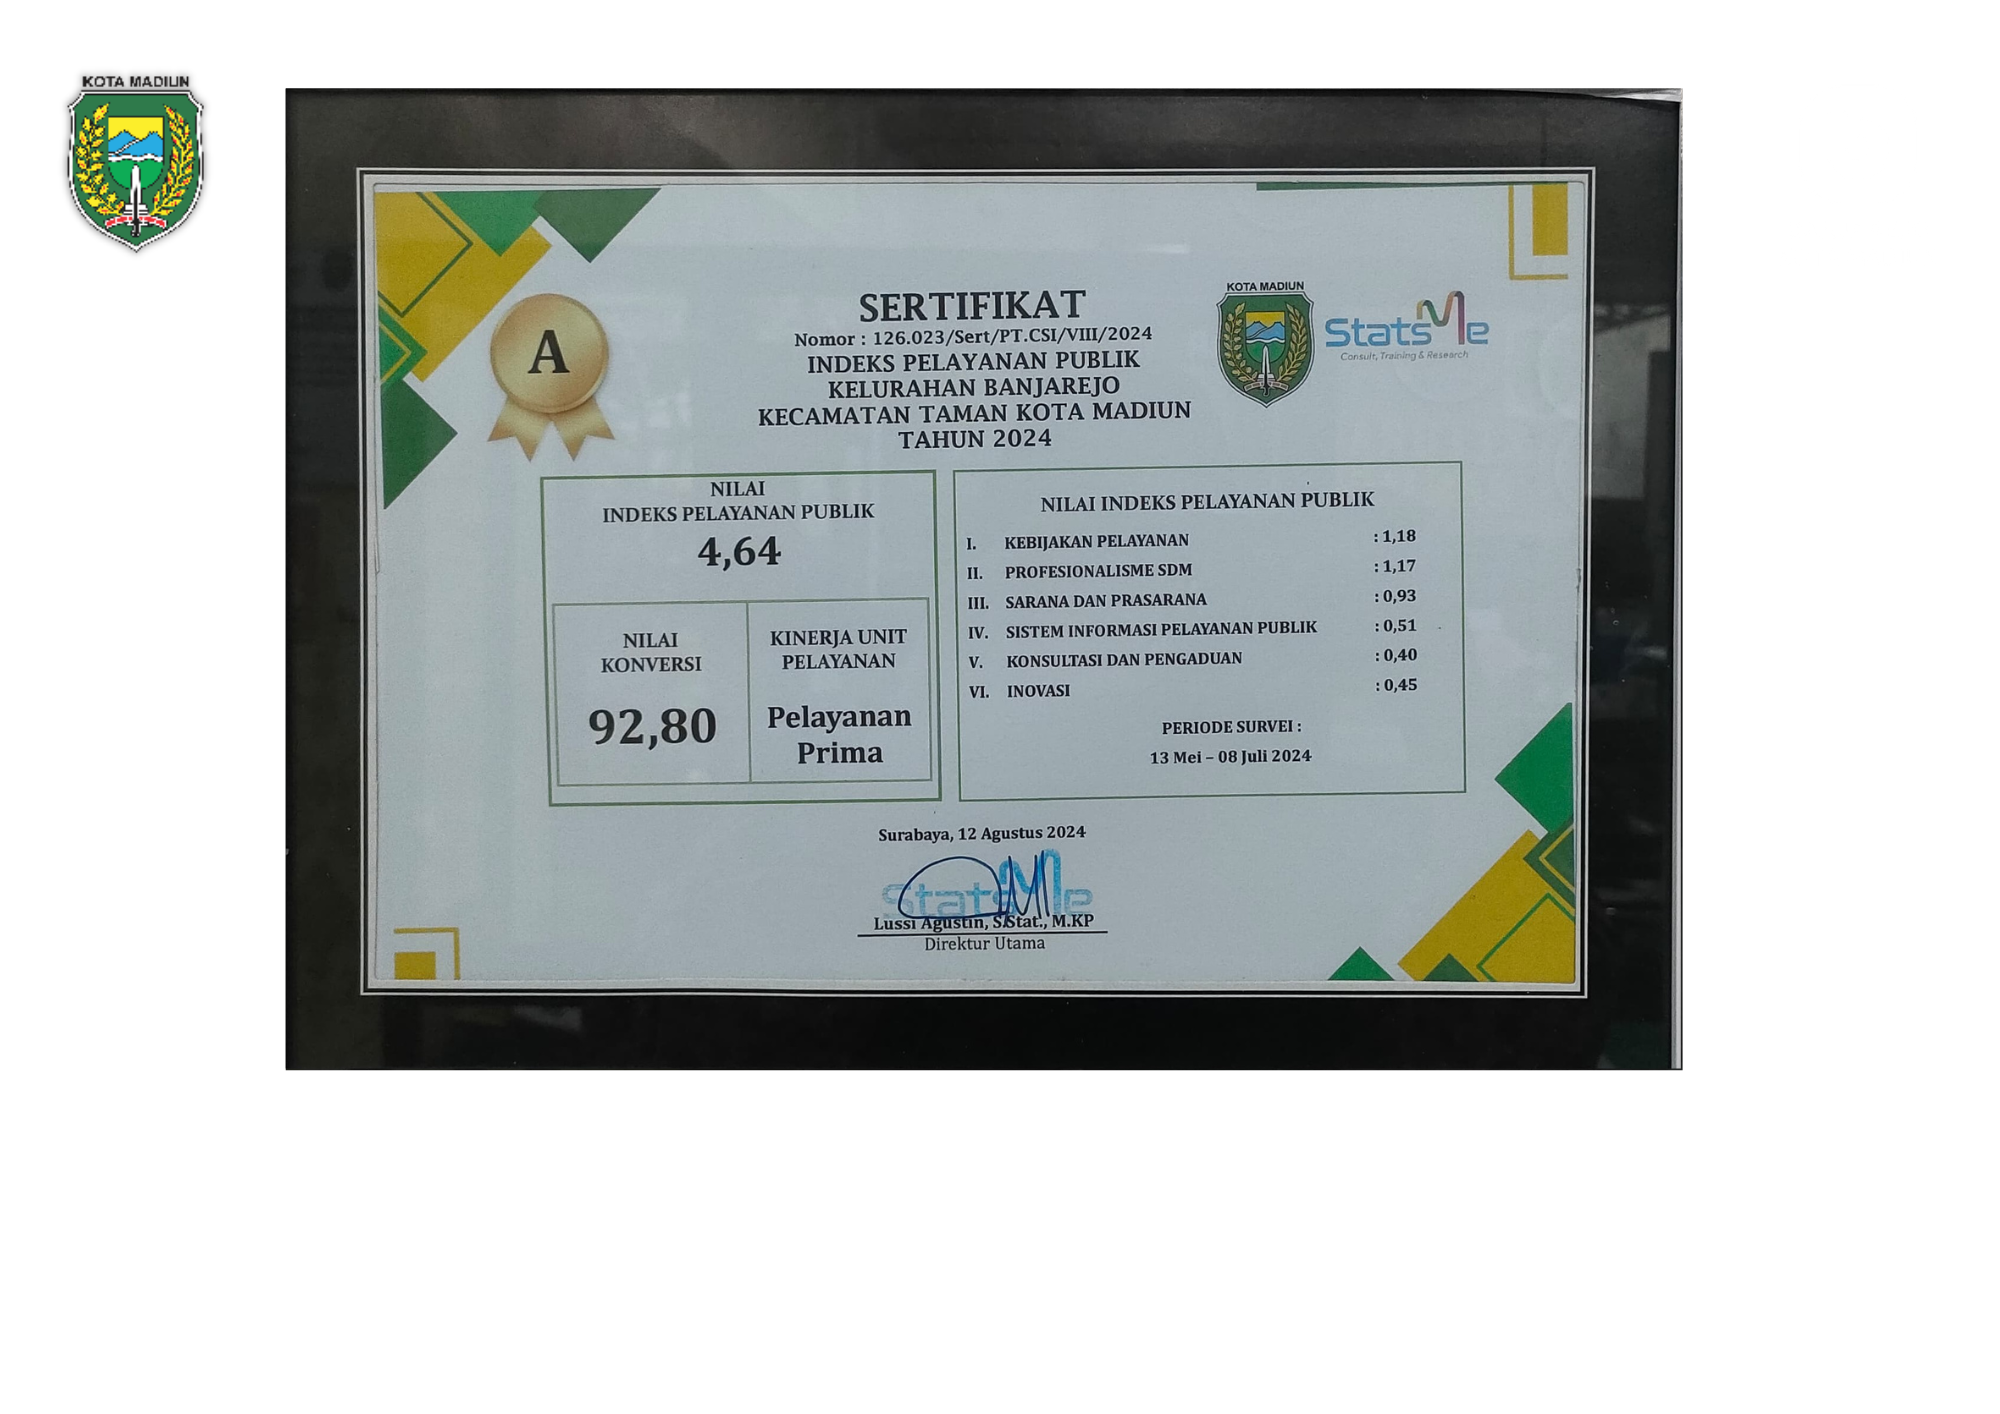 KOTA MADIUN
A
SERTIFIKAT
Nomor : 126.023/Sert/PT.CSI/VIII/2024
INDEKS PELAYANAN PUBLIK
KELURAHAN BANJAREJO
KECAMATAN TAMAN KOTA MADIUN
TAHUN 2024
KOTA MADIUN
StatsMe
Consult, Training & Research
NILAI
INDEKS PELAYANAN PUBLIK
4,64
NILAI
KONVERSI
92,80
KINERJA UNIT
PELAYANAN
Pelayanan
Prima
NILAI INDEKS PELAYANAN PUBLIK
I. KEBIJAKAN PELAYANAN : 1,18
II. PROFESIONALISME SDM : 1,17
III. SARANA DAN PRASARANA : 0,93
IV. SISTEM INFORMASI PELAYANAN PUBLIK : 0,51
V. KONSULTASI DAN PENGADUAN : 0,40
VI. INOVASI : 0,45
PERIODE SURVEI :
13 Mei – 08 Juli 2024
Surabaya, 12 Agustus 2024
StatsMe
Lussi Agustin, S.Stat., M.KP
Direktur Utama